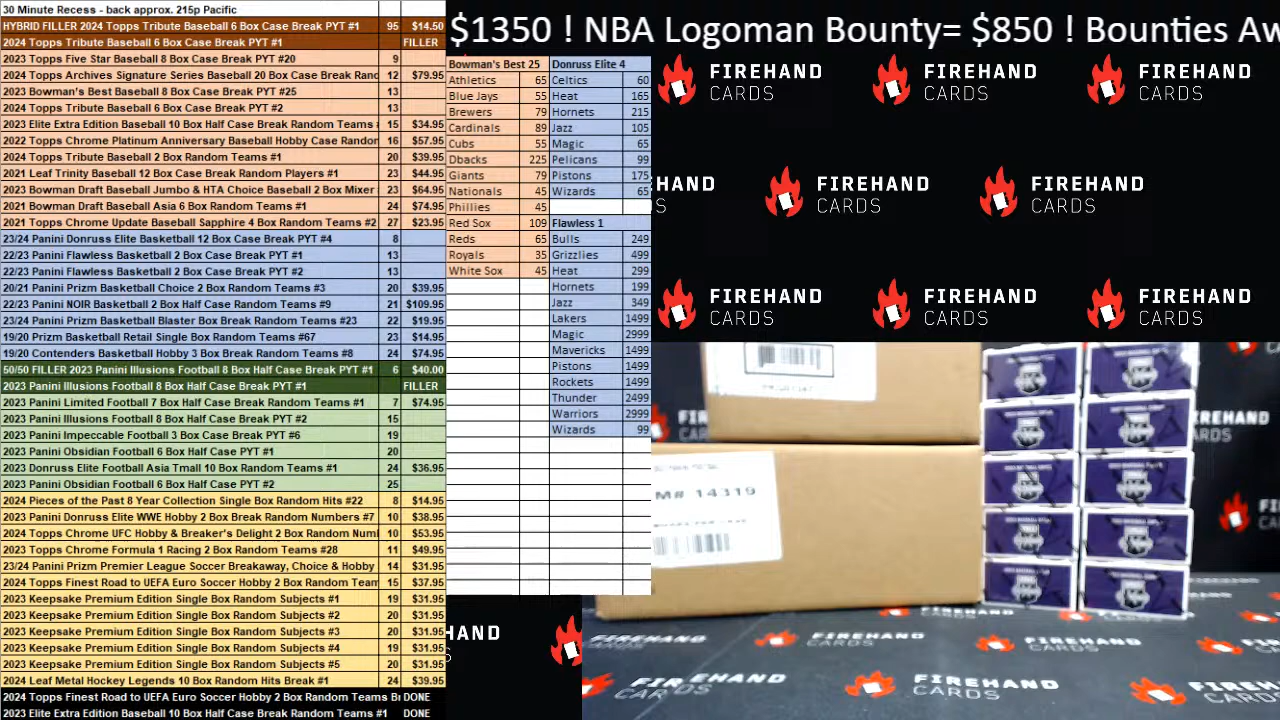 30 Minute Recess - back approx. 215p Pacific
HYBRID FILLER 2024 Topps Tribute Baseball 6 Box Case Break PYT #1 95 $14.50
2024 Topps Tribute Baseball 6 Box Case Break PYT #1 FILLER
2023 Topps Five Star Baseball 8 Box Case Break PYT #20 9
2024 Topps Archives Signature Series Baseball 20 Box Case Break Ranc 12 $79.95
2023 Bowman's Best Baseball 8 Box Case Break PYT #25 13
2024 Topps Tribute Baseball 6 Box Case Break PYT #2 13
2023 Elite Extra Edition Baseball 10 Box Half Case Break Random Teams 15 $34.95
2022 Topps Chrome Platinum Anniversary Baseball Hobby Case Randor 16 $57.95
2024 Topps Tribute Baseball 2 Box Random Teams #1 20 $39.95
2021 Leaf Trinity Baseball 12 Box Case Break Random Players #1 23 $44.95
2023 Bowman Draft Baseball Jumbo & HTA Choice Baseball 2 Box Mixer 23 $64.95
2021 Bowman Draft Baseball Asia 6 Box Random Teams #1 24 $74.95
2021 Topps Chrome Update Baseball Sapphire 4 Box Random Teams #2 27 $23.95
23/24 Panini Donruss Elite Basketball 12 Box Case Break PYT #4 8
22/23 Panini Flawless Basketball 2 Box Case Break PYT #1 13
22/23 Panini Flawless Basketball 2 Box Case Break PYT #2 13
20/21 Panini Prizm Basketball Choice 2 Box Random Teams #3 20 $39.95
22/23 Panini NOIR Basketball 2 Box Half Case Break Random Teams #9 21 $109.95
23/24 Panini Prizm Basketball Blaster Box Break Random Teams #23 22 $19.95
19/20 Prizm Basketball Retail Single Box Random Teams #67 23 $14.95
19/20 Contenders Basketball Hobby 3 Box Break Random Teams #8 24 $74.95
50/50 FILLER 2023 Panini Illusions Football 8 Box Half Case Break PYT #1 6 $40.00
2023 Panini Illusions Football 8 Box Half Case Break PYT #1 FILLER
2023 Panini Limited Football 7 Box Half Case Break Random Teams #1 7 $74.95
2023 Panini Illusions Football 8 Box Half Case Break PYT #2 15
2023 Panini Impeccable Football 3 Box Case Break PYT #6 19
2023 Panini Obsidian Football 6 Box Case Break PYT #1 20
2023 Donruss Elite Football Asia Tmall 10 Box Random Teams #1 24 $36.95
2023 Panini Obsidian Football 6 Box Case Break PYT #2 25
2024 Pieces of the Past 8 Year Collection Single Box Random Hits #22 8 $14.95
2023 Panini Donruss Elite WWE Hobby 2 Box Break Random Numbers #7 10 $38.95
2024 Topps Chrome UFC Hobby & Breaker's Delight 2 Box Random Numl 10 $53.95
2023 Topps Chrome Formula 1 Racing 2 Box Random Teams #28 11 $49.95
23/24 Panini Prizm Premier League Soccer Breakaway, Choice & Hobby 14 $31.95
2024 Topps Finest Road to UEFA Euro Soccer Hobby 2 Box Random Team 15 $37.95
2023 Keepsake Premium Edition Single Box Random Subjects #1 19 $31.95
2023 Keepsake Premium Edition Single Box Random Subjects #2 20 $31.95
2023 Keepsake Premium Edition Single Box Random Subjects #3 20 $31.95
2023 Keepsake Premium Edition Single Box Random Subjects #4 19 $31.95
2023 Keepsake Premium Edition Single Box Random Subjects #5 20 $31.95
2024 Leaf Metal Hockey Legends 10 Box Random Hits Break #1 24 $39.95
2024 Topps Finest Road to UEFA Euro Soccer Hobby 2 Box Random Teams B DONE
2023 Elite Extra Edition Baseball 10 Box Half Case Break Random Teams #1 DONE
$1350 ! NBA Logoman Bounty= $850 ! Bounties Aw
Bowman's Best 25
Athletics 65
Blue Jays 55
Brewers 79
Cardinals 89
Cubs 55
Dbacks 225
Giants 79
Nationals 45
Phillies 45
Red Sox 109
Reds 65
Royals 35
White Sox 45
Donruss Elite 4
Celtics 60
Heat 165
Hornets 215
Jazz 105
Magic 65
Pelicans 99
Pistons 175
Wizards 65
Flawless 1
Bulls 249
Grizzlies 499
Heat 299
Hornets 199
Jazz 349
Lakers 1499
Magic 2999
Mavericks 1499
Pistons 1499
Rockets 1499
Thunder 2499
Warriors 2999
Wizards 99
FIREHAND CARDS
FIREHAND CARDS
FIREHAND CARDS
HAND
FIREHAND CARDS
FIREHAND CARDS
FIREHAND CARDS
FIREHAND CARDS
FIREHAND CARDS
HAND
M# 14319
FIREHAND
FIREHAND
FIREHAND
FIREHAND
FIREHAND CARDS
FIREHAND CARDS